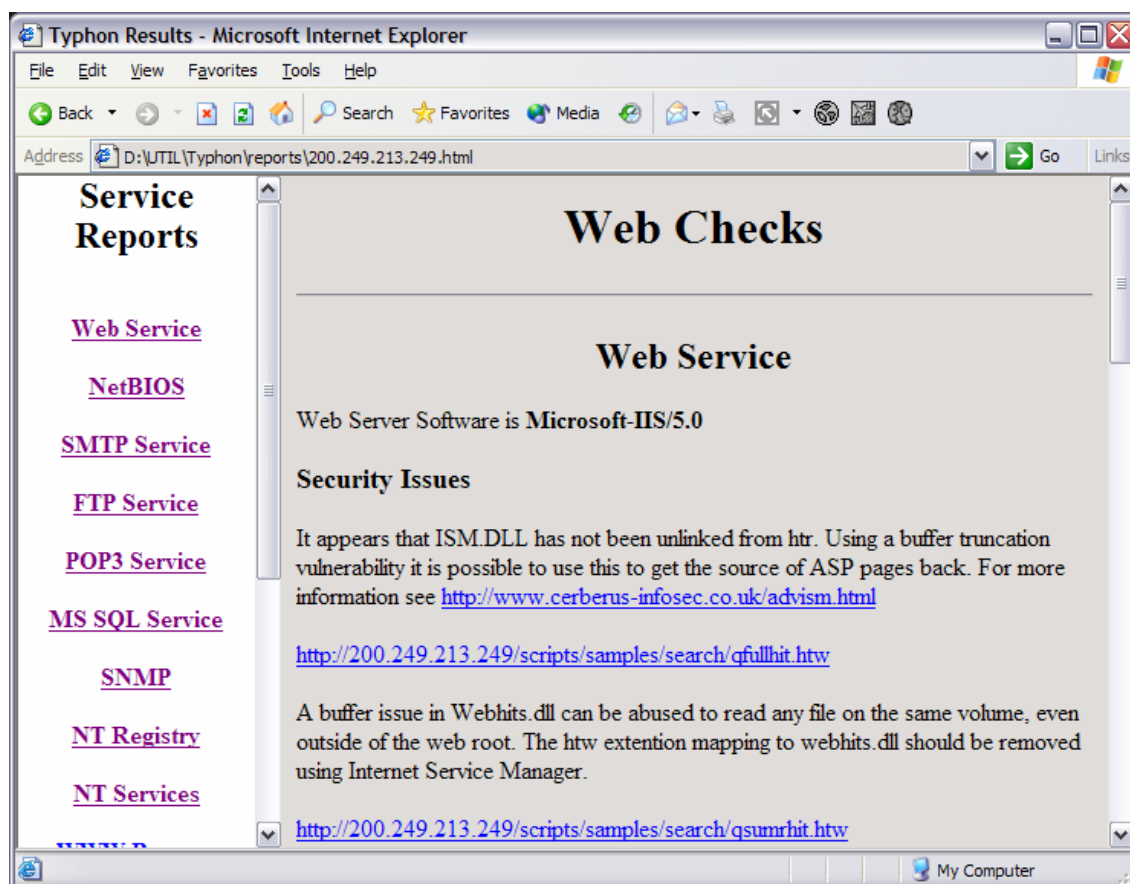 Typhon Results - Microsoft Internet Explorer
File Edit View Favorites Tools Help
Back Search Favorites Media
Address D:\UTIL\Typhon\reports\200.249.213.249.html Go Links
Service
Reports
Web Service
NetBIOS
SMTP Service
FTP Service
POP3 Service
MS SQL Service
SNMP
NT Registry
NT Services
Web Checks
Web Service
Web Server Software is Microsoft-IIS/5.0
Security Issues
It appears that ISM.DLL has not been unlinked from htr. Using a buffer truncation
vulnerability it is possible to use this to get the source of ASP pages back. For more
information see http://www.cerberus-infosec.co.uk/advism.html
http://200.249.213.249/scripts/samples/search/qfullhit.htw
A buffer issue in Webhits.dll can be abused to read any file on the same volume, even
outside of the web root. The htw extention mapping to webhits.dll should be removed
using Internet Service Manager.
http://200.249.213.249/scripts/samples/search/qsumrhit.htw
My Computer